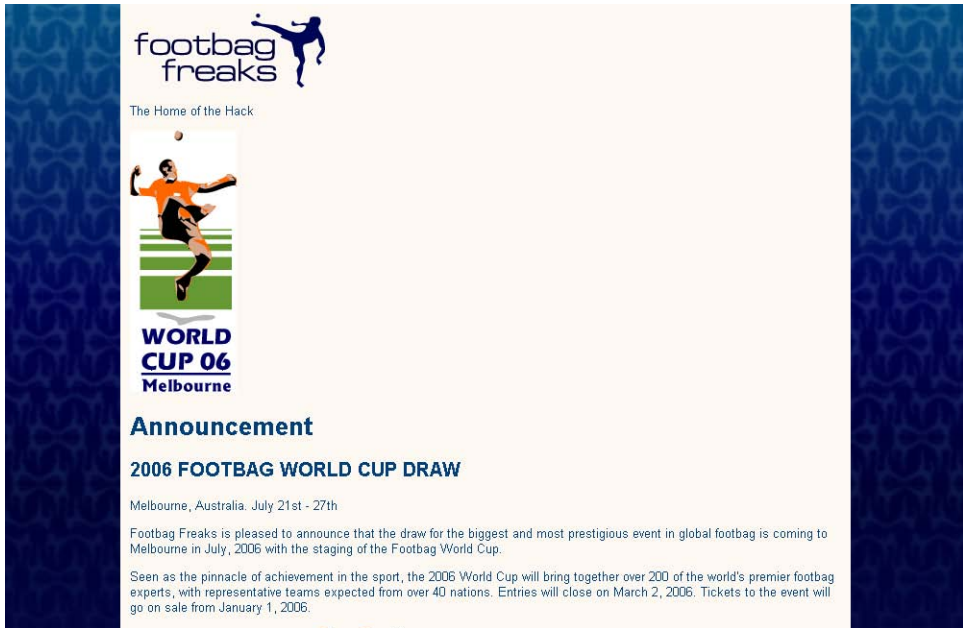 footbag
freaks
The Home of the Hack
WORLD
CUP 06
Melbourne
Announcement
2006 FOOTBAG WORLD CUP DRAW
Melbourne, Australia. July 21st - 27th
Footbag Freaks is pleased to announce that the draw for the biggest and most prestigious event in global footbag is coming to
Melbourne in July, 2006 with the staging of the Footbag World Cup.
Seen as the pinnacle of achievement in the sport, the 2006 World Cup will bring together over 200 of the world's premier footbag
experts, with representative teams expected from over 40 nations. Entries will close on March 2, 2006. Tickets to the event will
go on sale from January 1, 2006.